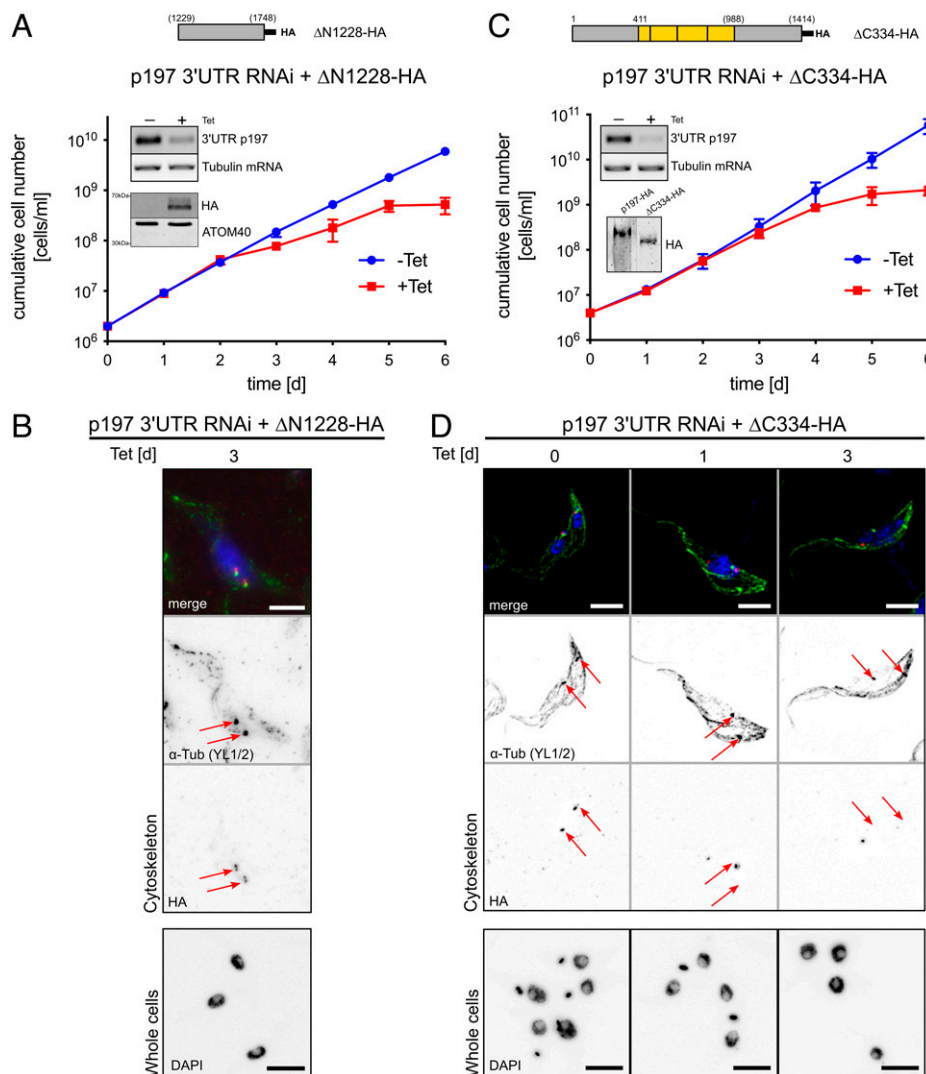 A
(1229) (1748)
HA ΔN1228-HA
p197 3'UTR RNAi + ΔN1228-HA
cumulative cell number
[cells/ml]
10^10
10^9
10^8
10^7
10^6
− + Tet
3'UTR p197
Tubulin mRNA
70kDa
HA
ATOM40
30kDa
-Tet
+Tet
0 1 2 3 4 5 6
time [d]
C
1 411 (988) (1414)
HA ΔC334-HA
p197 3'UTR RNAi + ΔC334-HA
cumulative cell number
[cells/ml]
10^11
10^10
10^9
10^8
10^7
10^6
− + Tet
3'UTR p197
Tubulin mRNA
p197-HA ΔC334-HA
HA
-Tet
+Tet
0 1 2 3 4 5 6
time [d]
B
p197 3'UTR RNAi + ΔN1228-HA
Tet [d] 3
merge
α-Tub (YL1/2)
HA
Cytoskeleton
DAPI
Whole cells
D
p197 3'UTR RNAi + ΔC334-HA
Tet [d] 0 1 3
merge
α-Tub (YL1/2)
HA
Cytoskeleton
DAPI
Whole cells